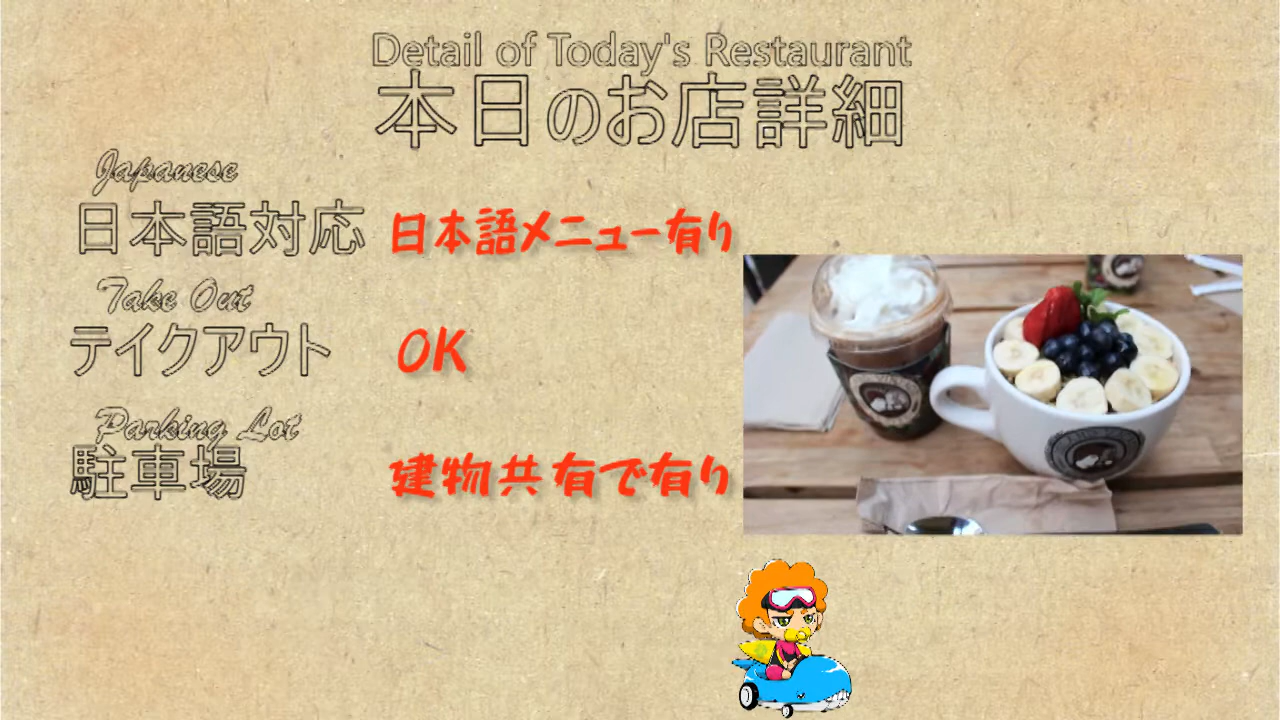 Detail of Today's Restaurant
本日のお店詳細
Japanese
日本語対応 日本語メニュー有り
Take Out
テイクアウト OK
Parking Lot
駐車場 建物共有で有り